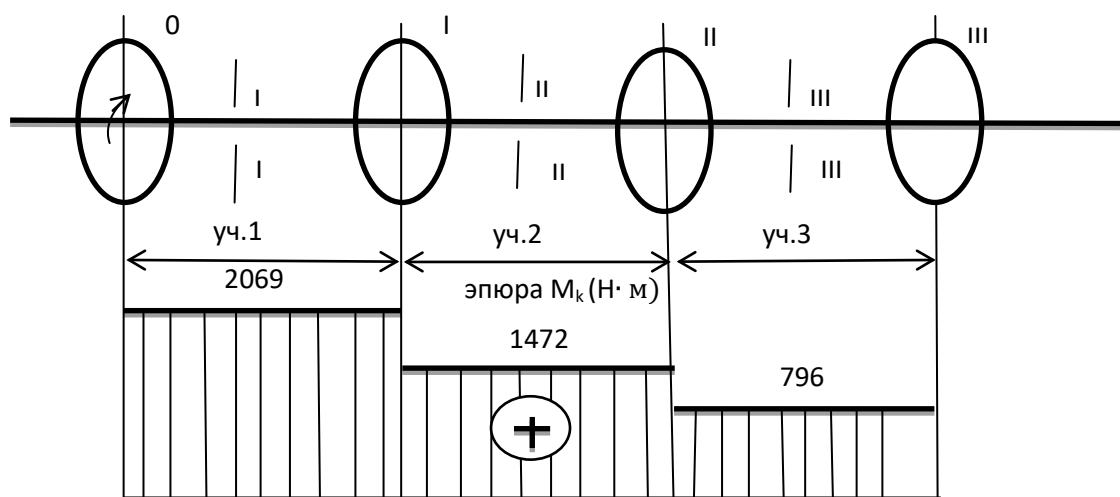 0 I II III
I II III
I II III
уч.1 уч.2 уч.3
2069 эпюра Mk (Н· м)
1472
796
+